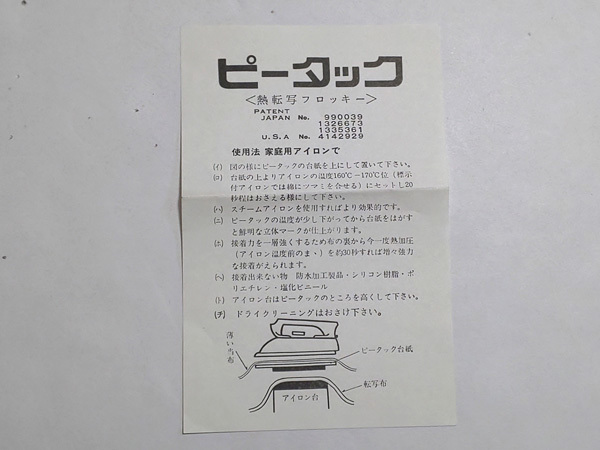 ピータック
<熱転写フロッキー>
PATENT
JAPAN No. 990039
1326673
1335361
U.S.A No. 4142929
使用法 家庭用アイロンで
(イ) 図の様にピータックの台紙を上にして置いて下さい。
(ロ) 台紙の上よりアイロンの温度160℃−170℃位(標示
付アイロンでは綿にツマミを合せる)にセットし20
秒程はおさえる様にして下さい。
(ハ) スチームアイロンを使用すればより効果的です。
(ニ) ピータックの温度が少し下がってから台紙をはがす
と鮮明な立体マークが仕上がります。
(ホ) 接着力を一層強くするため布の裏から今一度熱加圧
(アイロン温度前のまゝ)を約30秒すれば増々強力
な接着がえられます。
(ヘ) 接着出来ない物 防水加工製品・シリコン樹脂・ポ
リエチレン・塩化ビニール
(ト) アイロン台はピータックのところを高くして下さい。
(チ) ドライクリーニングはおさけ下さい。
薄い当布
ピータック台紙
転写布
アイロン台